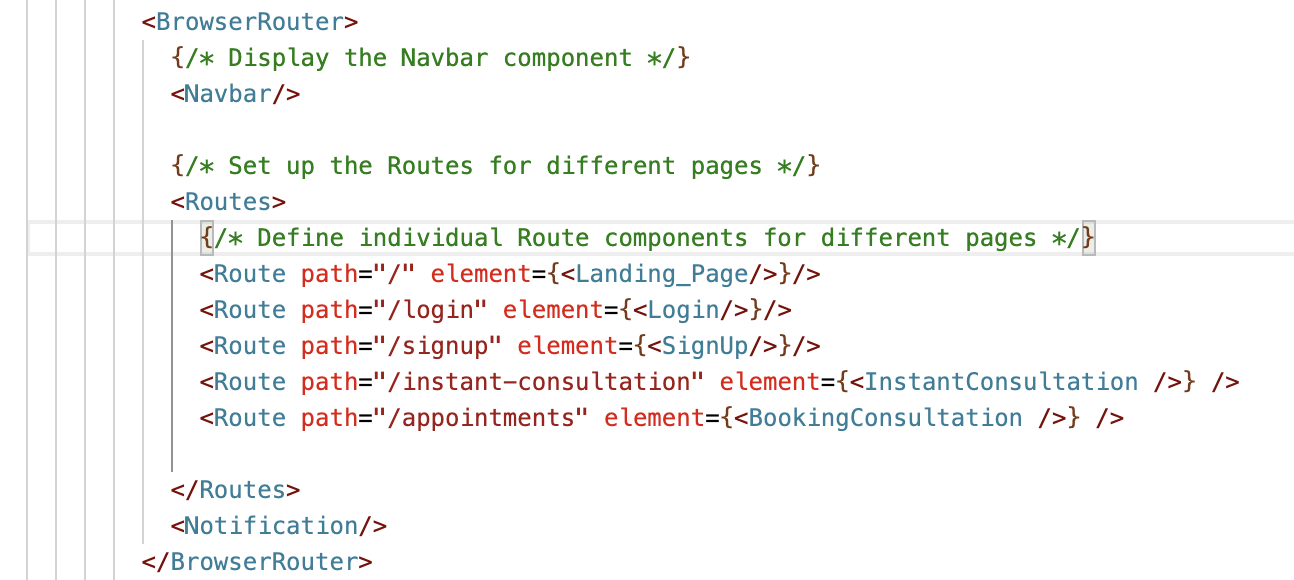 <BrowserRouter>
{/* Display the Navbar component */}
<Navbar/>
{/* Set up the Routes for different pages */}
<Routes>
{/* Define individual Route components for different pages */}
<Route path="/" element={<Landing_Page/>}/>
<Route path="/login" element={<Login/>}/>
<Route path="/signup" element={<SignUp/>}/>
<Route path="/instant-consultation" element={<InstantConsultation />} />
<Route path="/appointments" element={<BookingConsultation />} />
</Routes>
<Notification/>
</BrowserRouter>